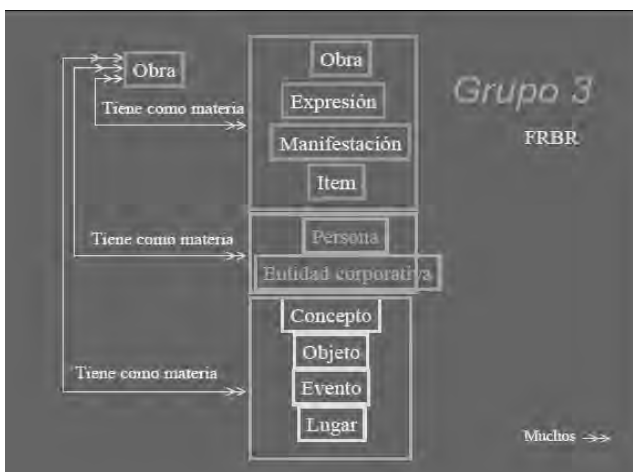 Obra
Tiene como materia
Obra
Expresión
Manifestación
Item
Grupo 3
FRBR
Tiene como materia
Persona
Entidad corporativa
Tiene como materia
Concepto
Objeto
Evento
Lugar
Muchos